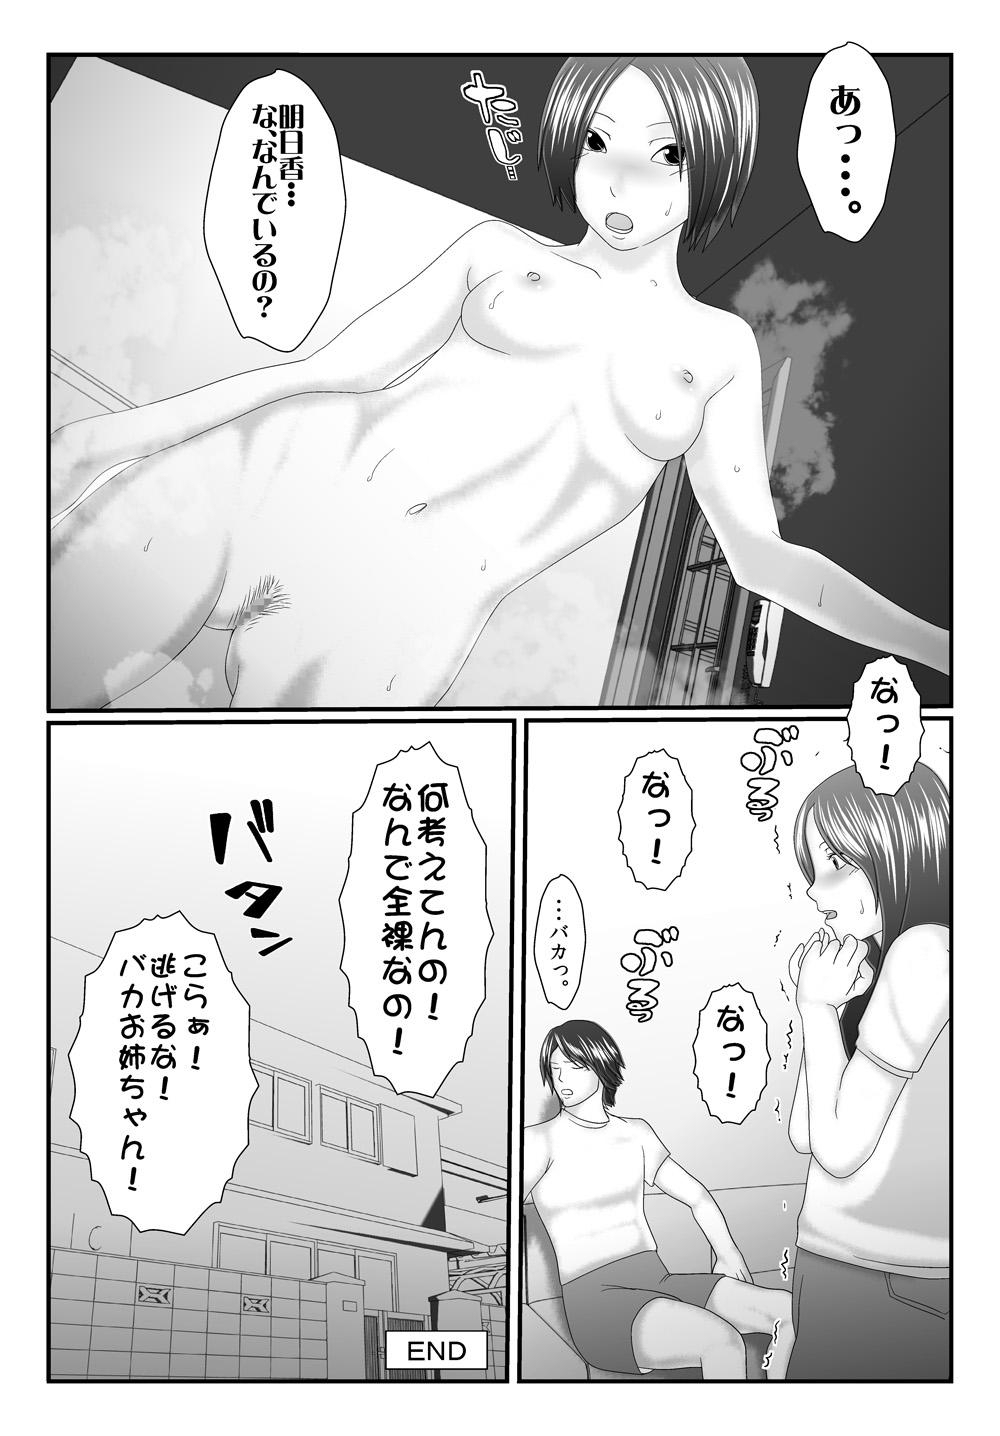 あっ・・・。
たじ・・・
明日香・・・
な、なんでいるの？
なっ！
ぶるっ
なっ！
なっ！
ぶるっ
・・・バカっ。
何考えてんの！
なんで全裸なの！
バタン
こらぁ！
逃げるな！
バカお姉ちゃん！
END